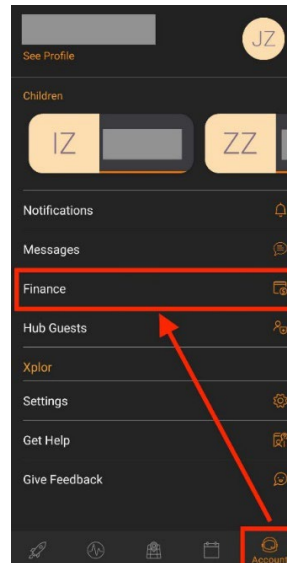 JZ
See Profile
Children
IZ
ZZ
Notifications
Messages
Finance
Hub Guests
Xplor
Settings
Get Help
Give Feedback
Account